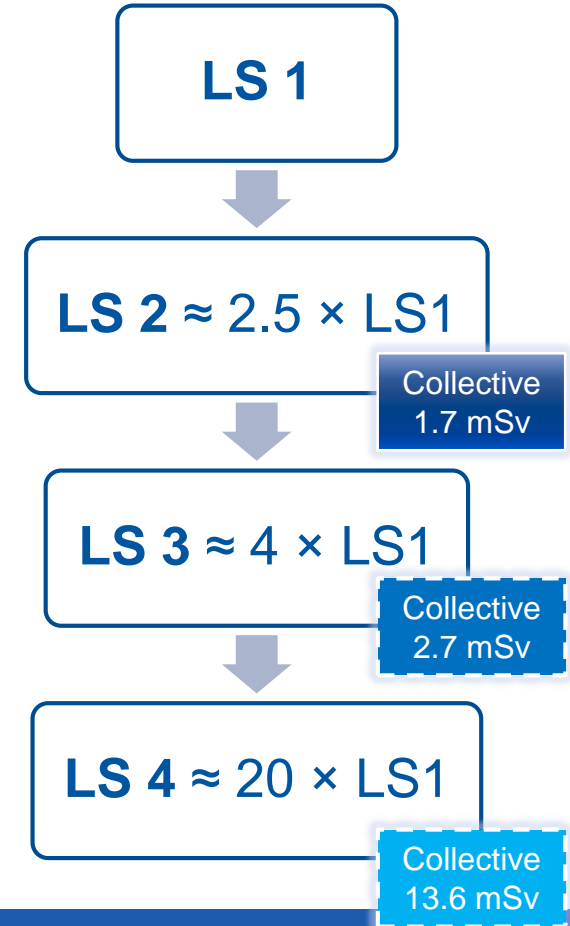 LS 1
LS 2 ≈ 2.5 × LS1
Collective
1.7 mSv
LS 3 ≈ 4 × LS1
Collective
2.7 mSv
LS 4 ≈ 20 × LS1
Collective
13.6 mSv